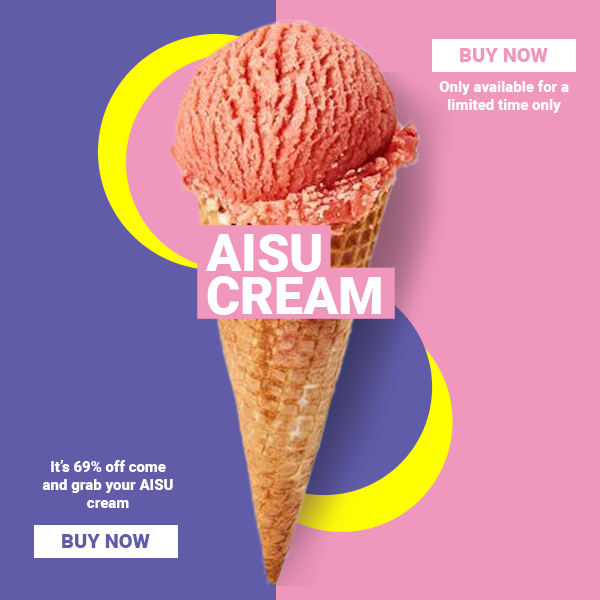 BUY NOW
Only available for a
limited time only
AISU
CREAM
It's 69% off come
and grab your AISU
cream
BUY NOW